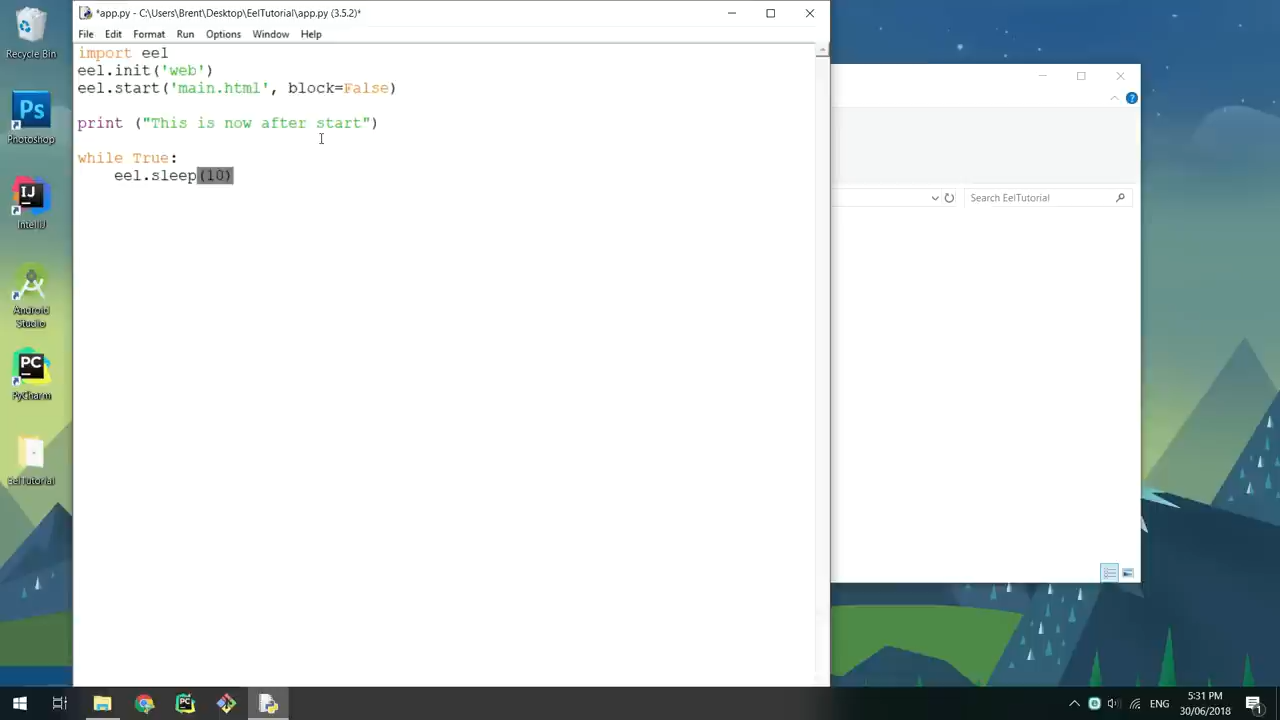 Recycle Bin
Photoshop
IntelliJ
Android
Studio
PyCharm
EelTutorial
*app.py - C:\Users\Brent\Desktop\EelTutorial\app.py (3.5.2)*
File Edit Format Run Options Window Help
import eel
eel.init('web')
eel.start('main.html', block=False)
print ("This is now after start")
while True:
eel.sleep(10)
Search EelTutorial
ENG
5:31 PM
30/06/2018